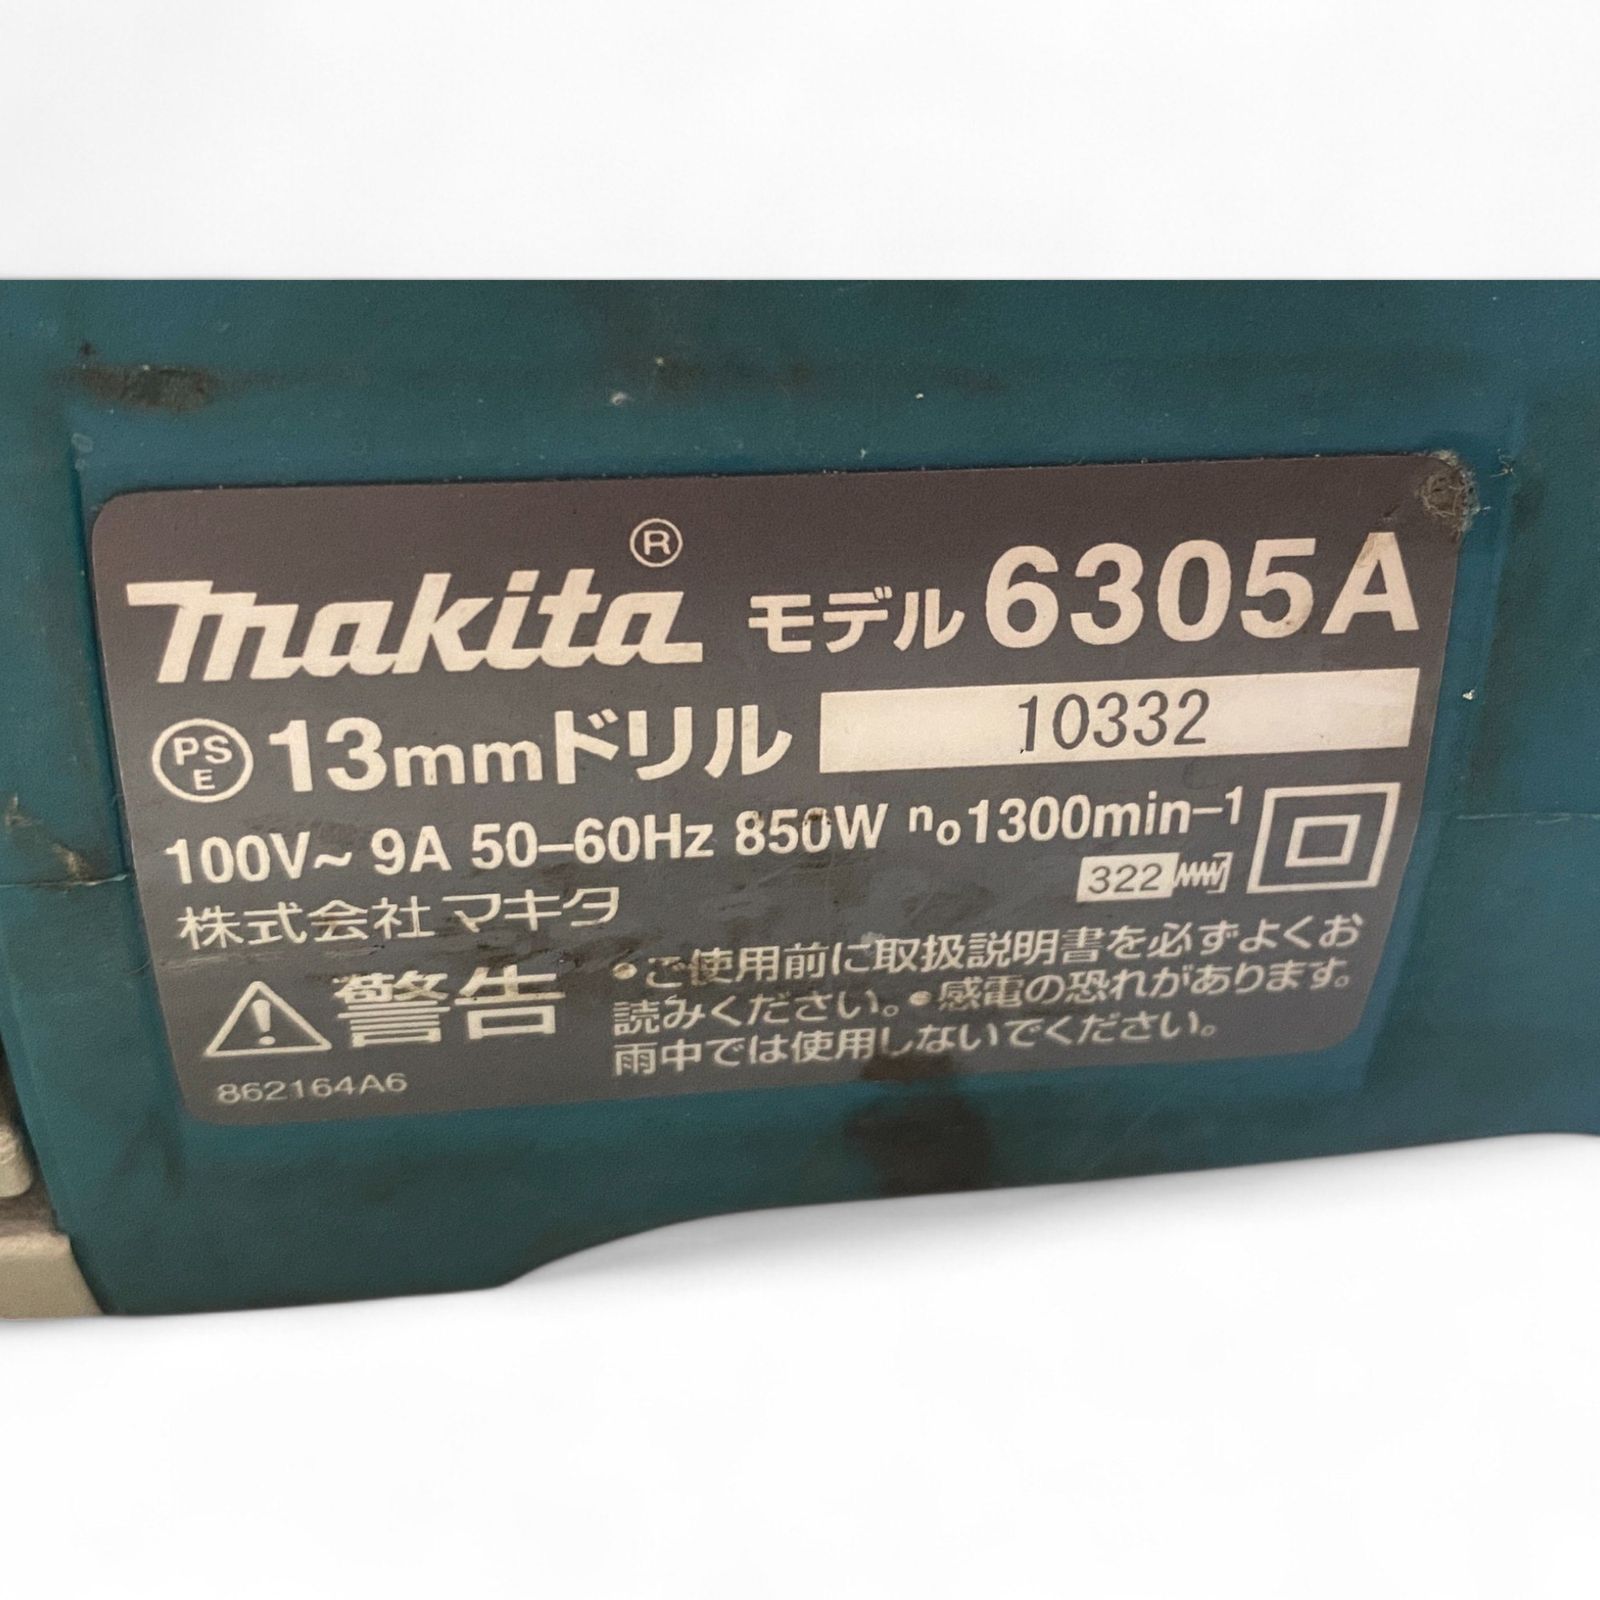 makita® モデル 6305A
PSE 13mmドリル 10332
100V~ 9A 50-60Hz 850W n₀1300min-1
322
株式会社マキタ
警告
862164A6
●ご使用前に取扱説明書を必ずよくお
読みください。●感電の恐れがあります。
雨中では使用しないでください。